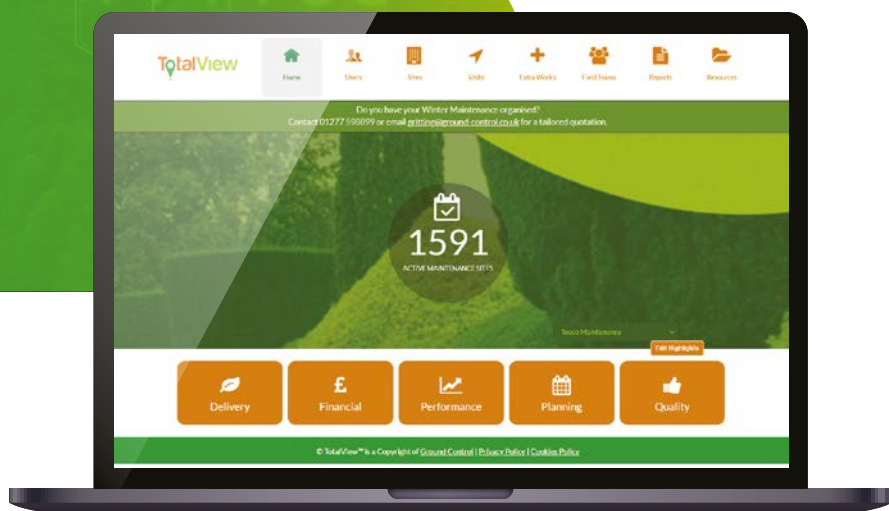 TotalView
Home
Users
Sites
Visits
Extra Works
Field Teams
Reports
Resources
Do you have your Winter Maintenance organised?
Contact 01277 598899 or email gritting@ground-control.co.uk for a tailored quotation.
1591
ACTIVE MAINTENANCE SITES
Tesco Maintenance
Edit Highlights
Delivery
Financial
Performance
Planning
Quality
© TotalView™ is a Copyright of Ground Control | Privacy Policy | Cookies Policy